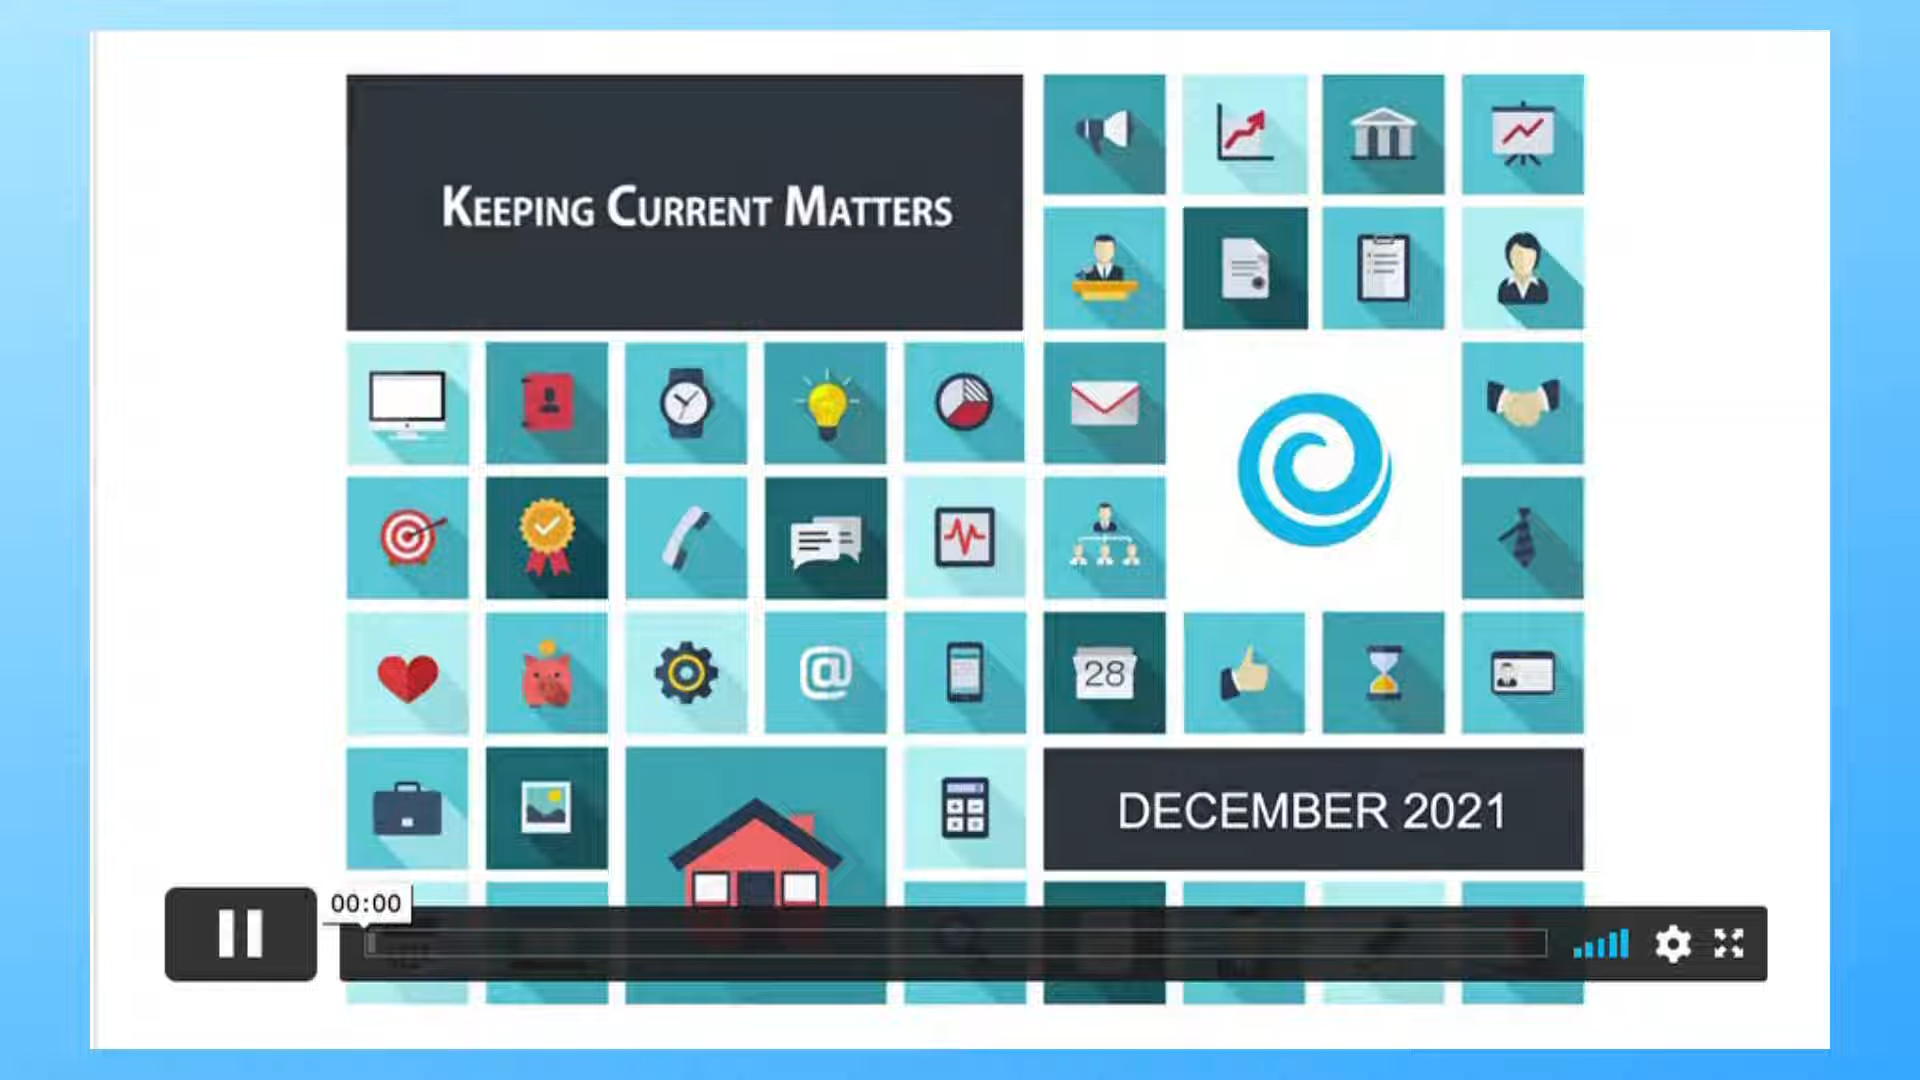 KEEPING CURRENT MATTERS
@
28
DECEMBER 2021
00:00